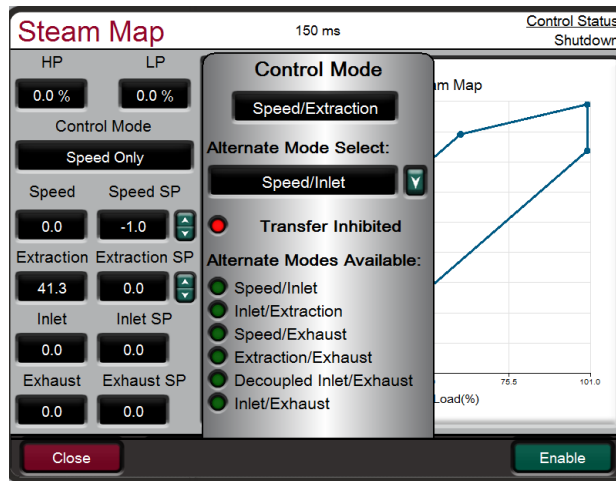 Steam Map
150 ms
Control Status
Shutdown
HP
LP
0.0 %
0.0 %
Control Mode
Speed Only
Speed
Speed SP
0.0
-1.0
Extraction
Extraction SP
41.3
0.0
Inlet
Inlet SP
0.0
0.0
Exhaust
Exhaust SP
0.0
0.0
Control Mode
Speed/Extraction
Alternate Mode Select:
Speed/Inlet
Transfer Inhibited
Alternate Modes Available:
Speed/Inlet
Inlet/Extraction
Speed/Exhaust
Extraction/Exhaust
Decoupled Inlet/Exhaust
Inlet/Exhaust
am Map
75.5
101.0
Load(%)
Close
Enable